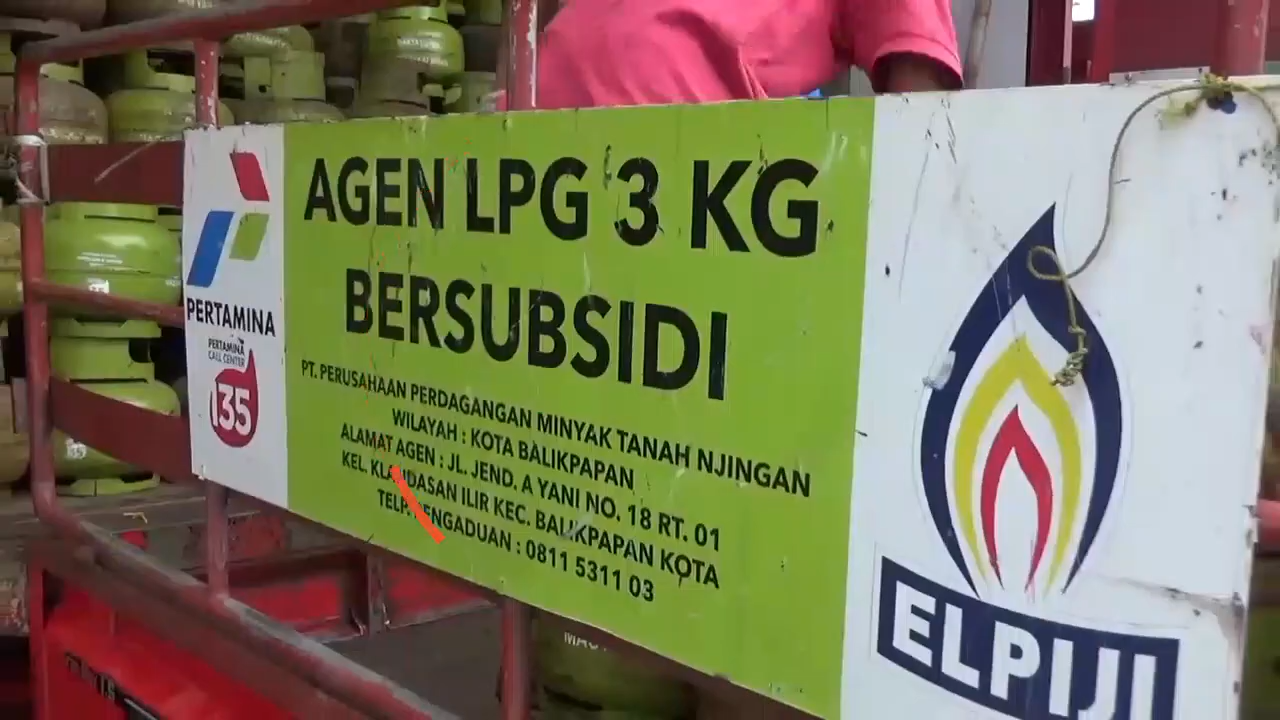 PERTAMINA
PERTAMINA
CALL CENTER
135
AGEN LPG 3 KG
BERSUBSIDI
PT. PERUSAHAAN PERDAGANGAN MINYAK TANAH NJINGAN
WILAYAH : KOTA BALIKPAPAN
ALAMAT AGEN : JL. JEND. A YANI NO. 18 RT. 01
KEL. KLANDASAN ILIR KEC. BALIKPAPAN KOTA
TELP. PENGADUAN : 0811 5311 03
ELPIJI